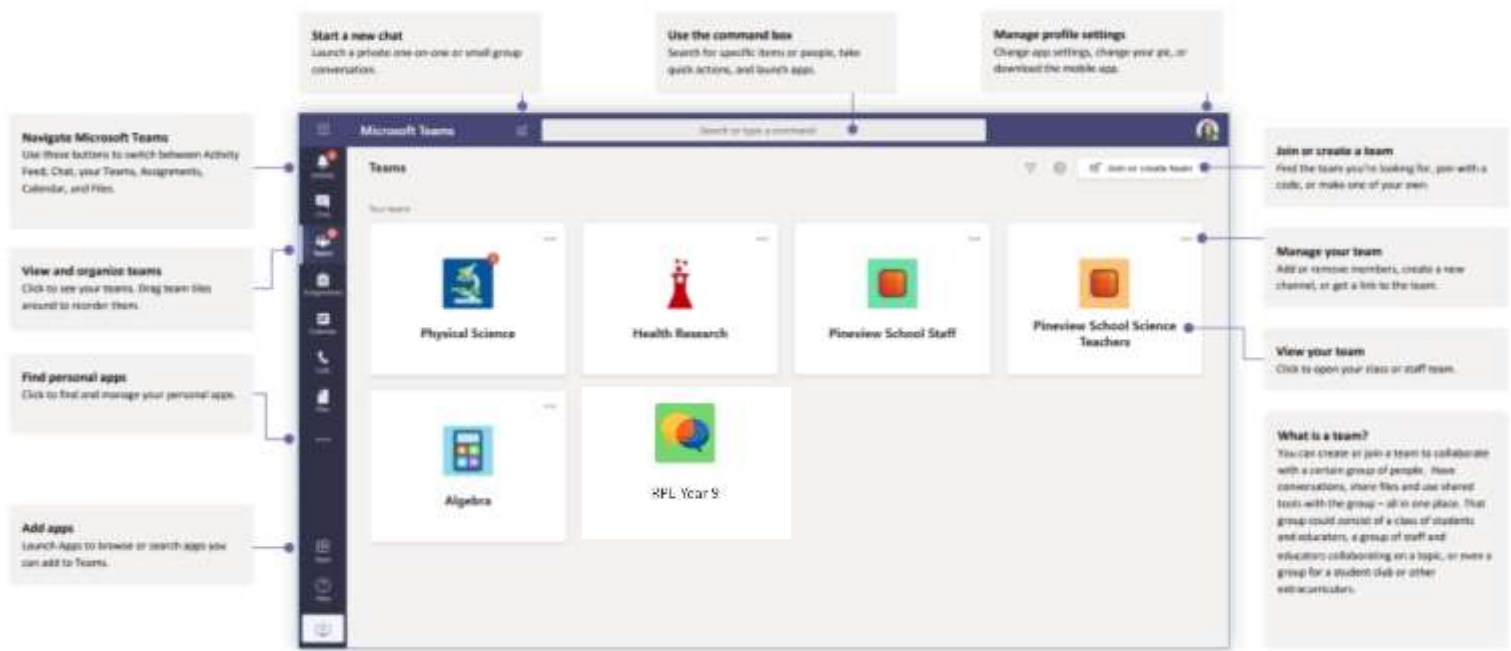 Start a new chat
Launch a private one-on-one or small group
conversation.
Use the command box
Search for specific items or people, take
quick actions, and launch apps.
Manage profile settings
Change app settings, change your pic, or
download the mobile app.
Navigate Microsoft Teams
Use these buttons to switch between Activity
Feed, Chat, your Teams, Assignments,
Calendar, and Files.
View and organize teams
Click to see your teams. Drag team tiles
around to reorder them.
Find personal apps
Click to find and manage your personal apps.
Add apps
Launch Apps to browse or search apps you
can add to Teams.
Microsoft Teams
Search or type a command
Teams
Join or create team
Your teams
Activity
Chat
Teams
Assignments
Calendar
Calls
Files
Physical Science
Health Research
Pineview School Staff
Pineview School Science
Teachers
Algebra
RPL Year 9
Apps
Help
Join or create a team
Find the team you're looking for, join with a
code, or make one of your own.
Manage your team
Add or remove members, create a new
channel, or get a link to the team.
View your team
Click to open your class or staff team.
What is a team?
You can create or join a team to collaborate
with a certain group of people. Have
conversations, share files and use shared
tools with the group – all in one place. That
group could consist of a class of students
and educators, a group of staff and
educators collaborating on a topic, or even a
group for a student club or other
extracurriculars.